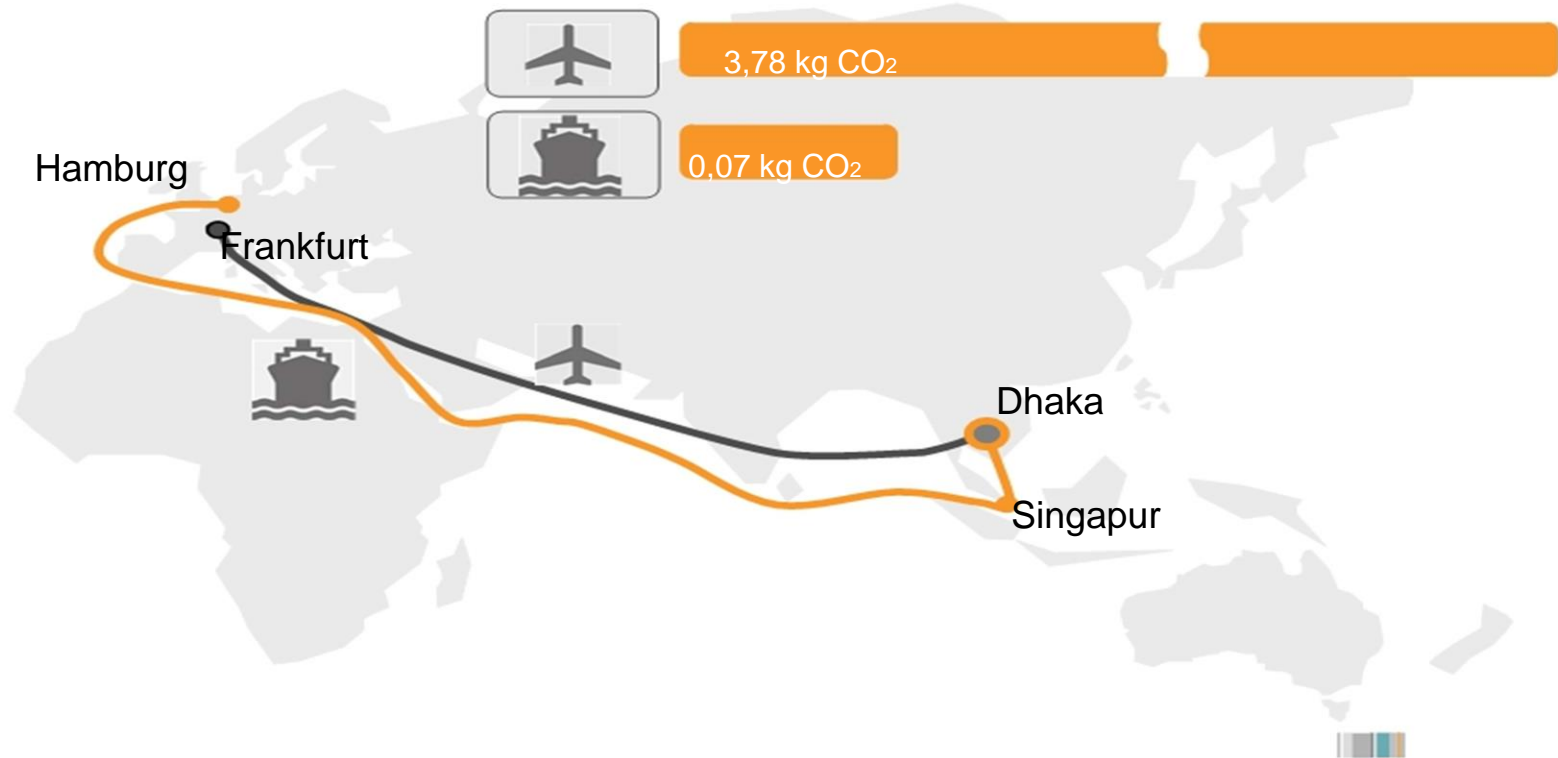 3,78 kg CO₂
0,07 kg CO₂
Hamburg
Frankfurt
Dhaka
Singapur